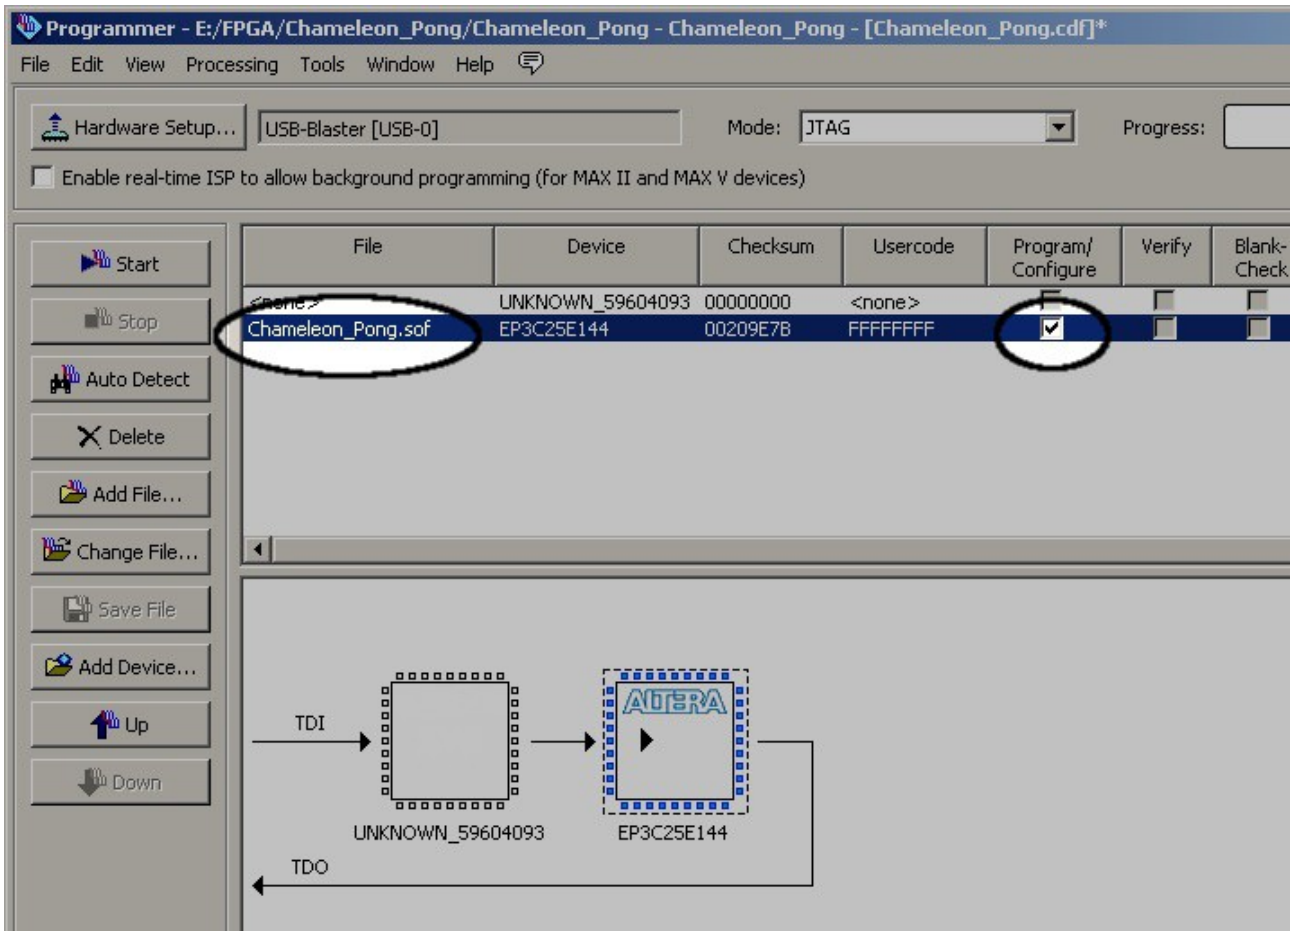 Programmer - E:/FPGA/Chameleon_Pong/Chameleon_Pong - Chameleon_Pong - [Chameleon_Pong.cdf]*
File Edit View Processing Tools Window Help
Hardware Setup... USB-Blaster [USB-0] Mode: JTAG Progress:
Enable real-time ISP to allow background programming (for MAX II and MAX V devices)
File Device Checksum Usercode Program/ Configure Verify Blank- Check
<none> UNKNOWN_59604093 00000000 <none>
Chameleon_Pong.sof EP3C25E144 00209E7B FFFFFFFF
Start
Stop
Auto Detect
Delete
Add File...
Change File...
Save File
Add Device...
Up
Down
ALTERA
TDI
UNKNOWN_59604093 EP3C25E144
TDO